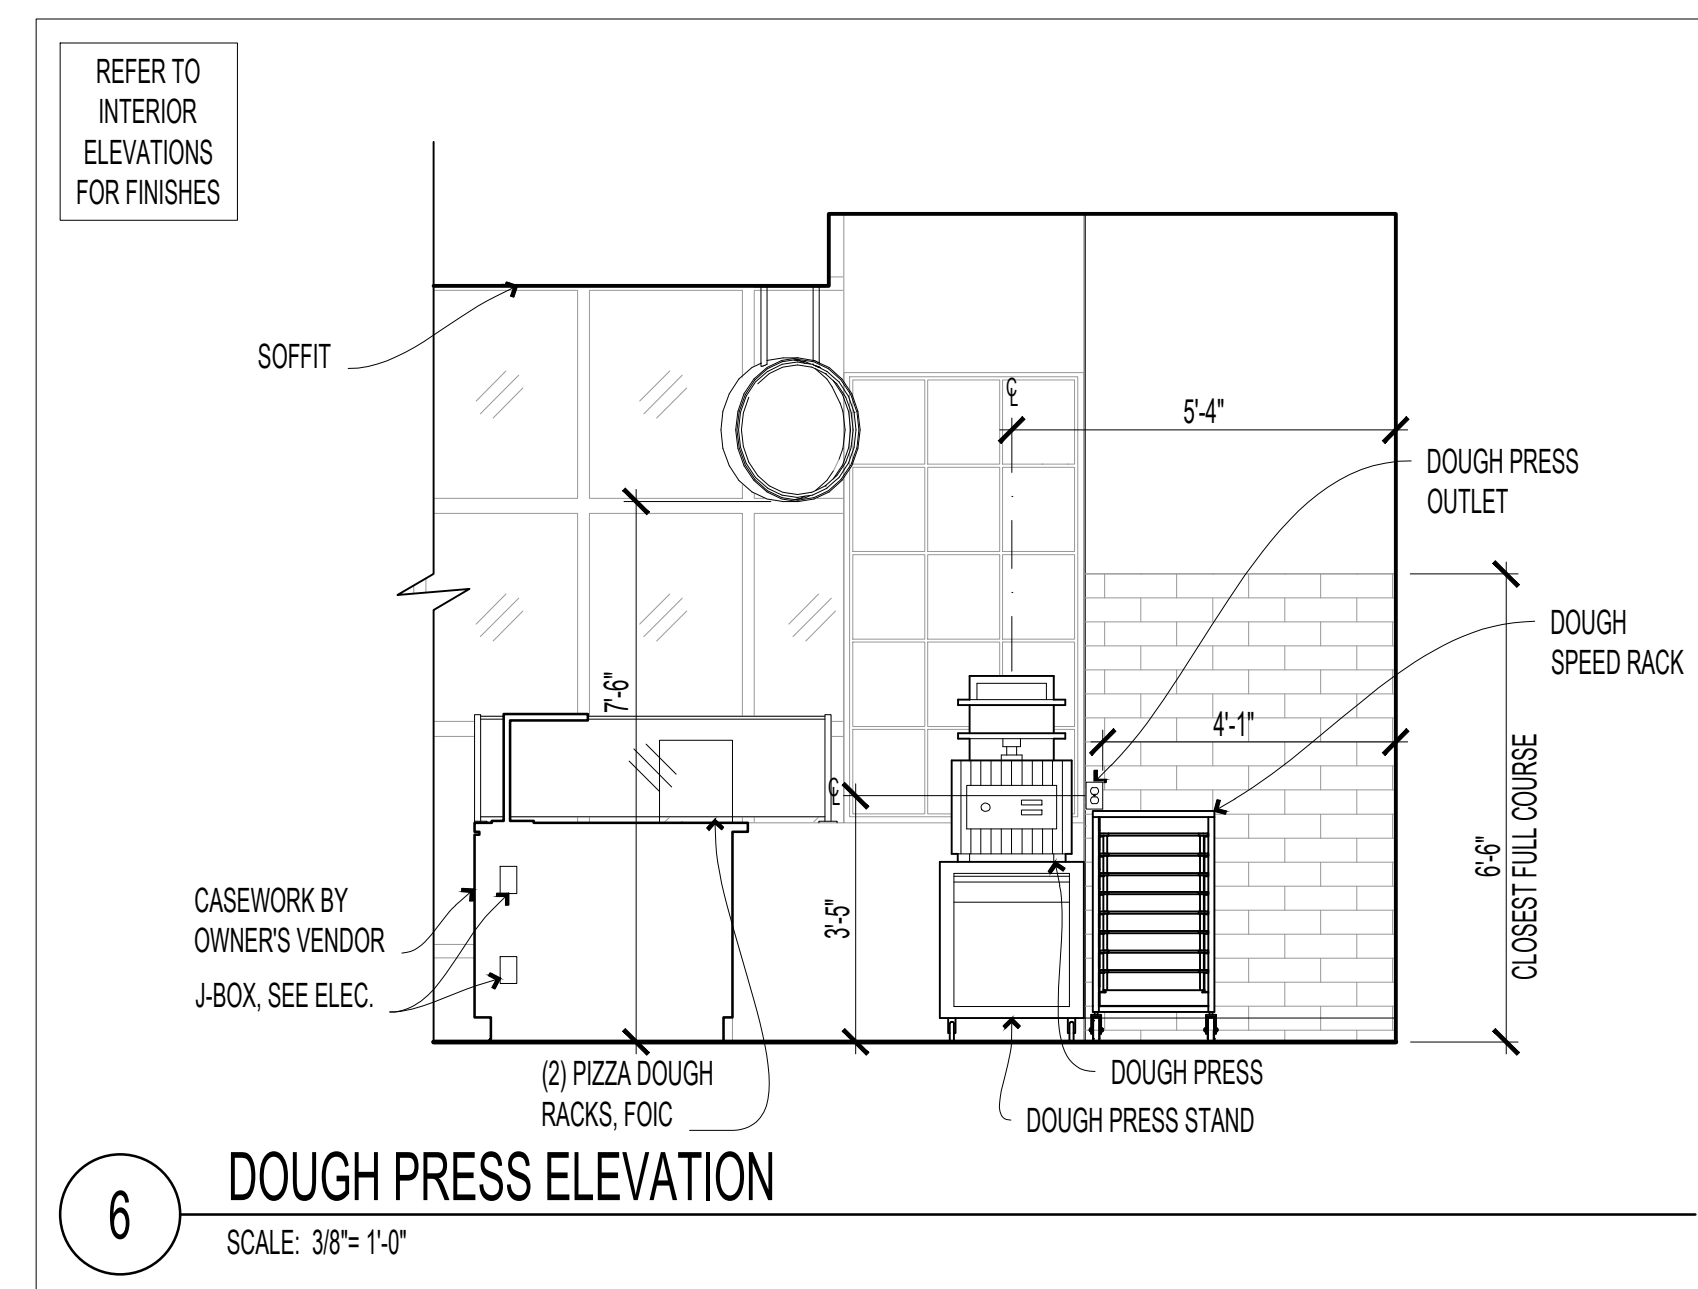 REFER TO
INTERIOR
ELEVATIONS
FOR FINISHES
SOFFIT
℄
5'-4"
DOUGH PRESS
OUTLET
DOUGH
SPEED RACK
7'-6"
4'-1"
℄
3'-5"
6'-6"
CLOSEST FULL COURSE
CASEWORK BY
OWNER'S VENDOR
J-BOX, SEE ELEC.
(2) PIZZA DOUGH
RACKS, FOIC
DOUGH PRESS
DOUGH PRESS STAND
6
DOUGH PRESS ELEVATION
SCALE: 3/8"= 1'-0"